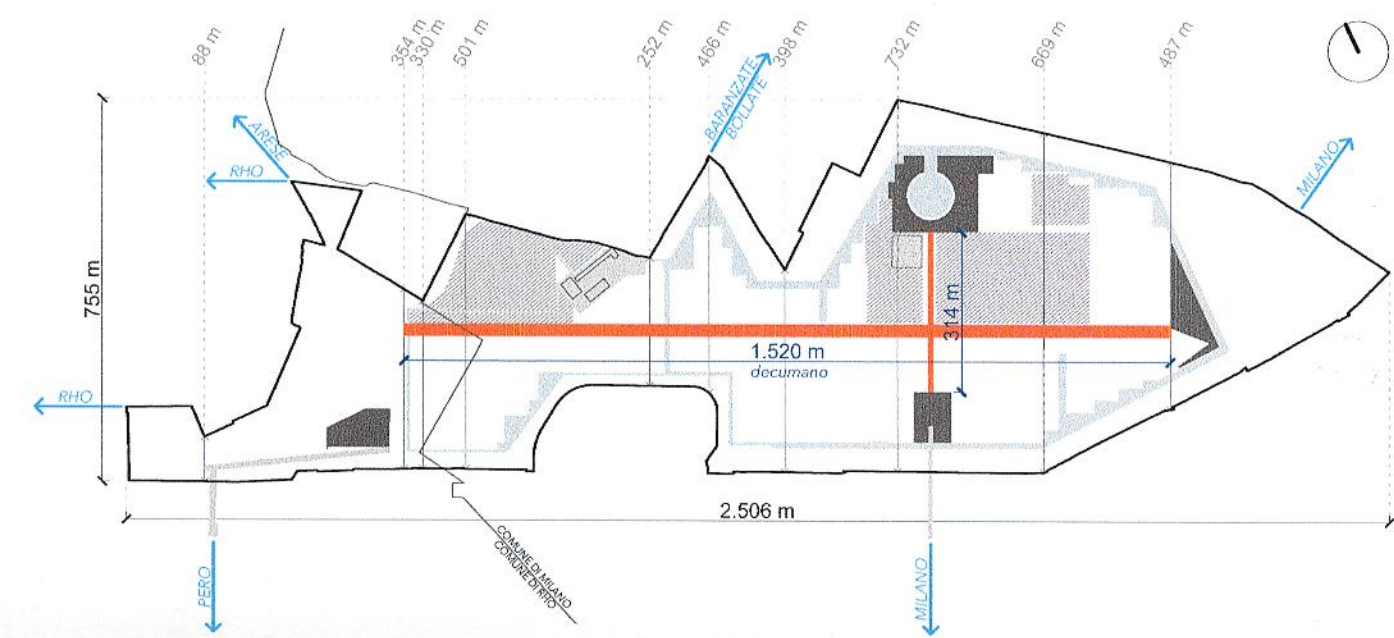 88 m
354 m
330 m
501 m
252 m
466 m
398 m
732 m
669 m
487 m
BARANZATE
BOLLATE
ARESE
RHO
MILANO
755 m
314 m
1.520 m
decumano
RHO
2.506 m
COMUNE DI MILANO
COMUNE DI RHO
PERO
MILANO